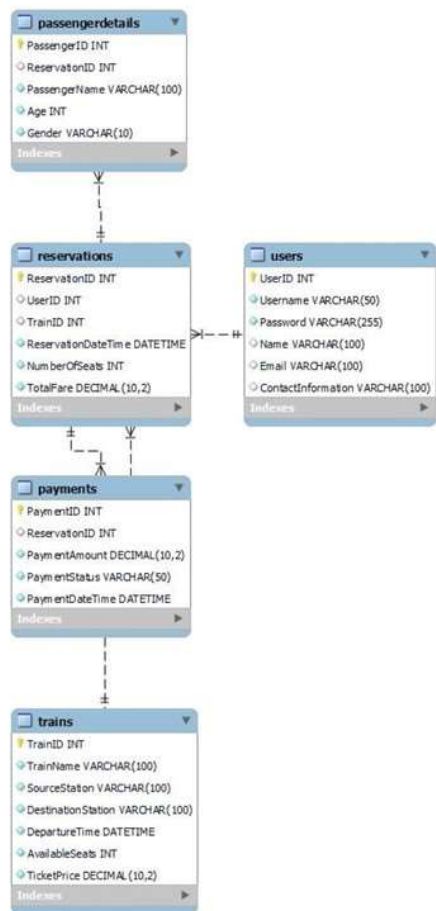 passengerdetails
PassengerID INT
ReservationID INT
PassengerName VARCHAR(100)
Age INT
Gender VARCHAR(10)
Indexes
reservations
ReservationID INT
UserID INT
TrainID INT
ReservationDateTime DATETIME
NumberOfSeats INT
TotalFare DECIMAL(10,2)
Indexes
users
UserID INT
Username VARCHAR(50)
Password VARCHAR(255)
Name VARCHAR(100)
Email VARCHAR(100)
ContactInformation VARCHAR(100)
Indexes
payments
PaymentID INT
ReservationID INT
PaymentAmount DECIMAL(10,2)
PaymentStatus VARCHAR(50)
PaymentDateTime DATETIME
Indexes
trains
TrainID INT
TrainName VARCHAR(100)
SourceStation VARCHAR(100)
DestinationStation VARCHAR(100)
DepartureTime DATETIME
AvailableSeats INT
TicketPrice DECIMAL(10,2)
Indexes